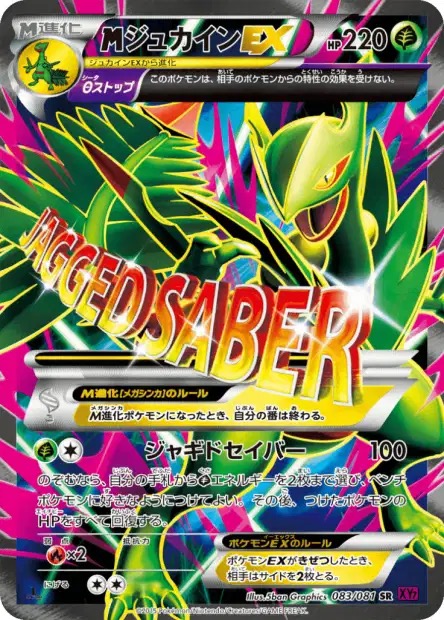 M進化
MジュカインEX
HP220
ジュカインEXから進化
シータ
θストップ
このポケモンは、相手のポケモンからの特性の効果を受けない。
JAGGED SABER
M進化[メガシンカ]のルール
M進化ポケモンになったとき、自分の番は終わる。
ジャギドセイバー 100
のぞむなら、自分の手札からエネルギーを2枚まで選び、ベンチ
ポケモンに好きなようにつけてよい。その後、つけたポケモンの
HPをすべて回復する。
弱点 抵抗力
×2
ポケモンEXのルール
ポケモンEXがきぜつしたとき、
相手はサイドを2枚とる。
にげる
Illus. 5ban Graphics 083/081 SR XY7
©2015 Pokémon/Nintendo/Creatures/GAME FREAK.